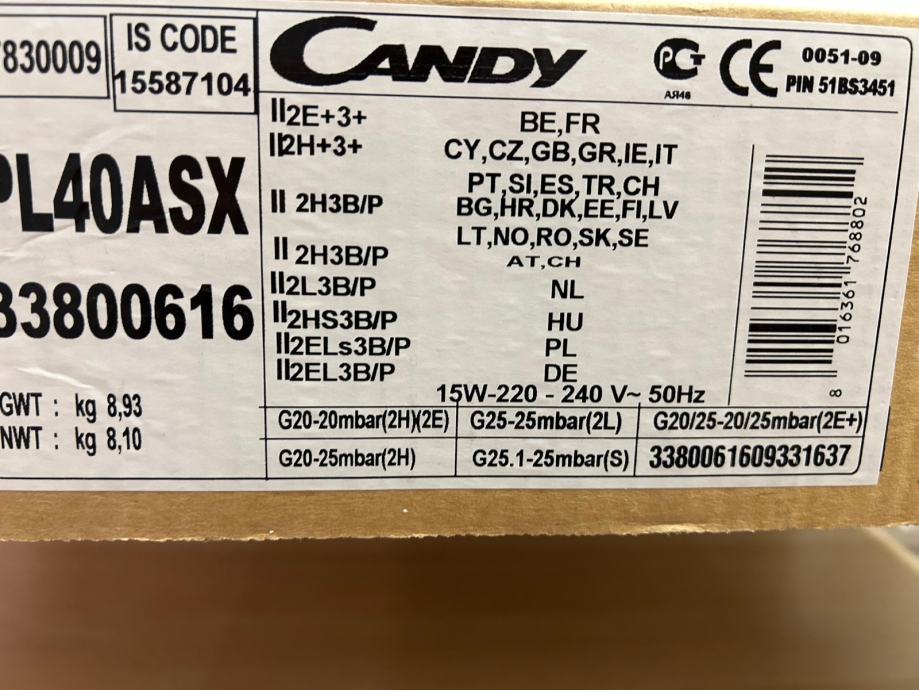 7830009
IS CODE
15587104
CANDY
РСТ
АЯ46
CE
0051-09
PIN 51BS3451
PL40ASX
33800616
GWT : kg 8,93
NWT : kg 8,10
II2E+3+ BE,FR
II2H+3+ CY,CZ,GB,GR,IE,IT
PT,SI,ES,TR,CH
II 2H3B/P BG,HR,DK,EE,FI,LV
LT,NO,RO,SK,SE
II 2H3B/P AT,CH
II2L3B/P NL
II2HS3B/P HU
II2ELs3B/P PL
II2EL3B/P DE
15W-220 - 240 V~ 50Hz
G20-20mbar(2H)(2E) G25-25mbar(2L) G20/25-20/25mbar(2E+)
G20-25mbar(2H) G25.1-25mbar(S) 3380061609331637
8 016361 768802